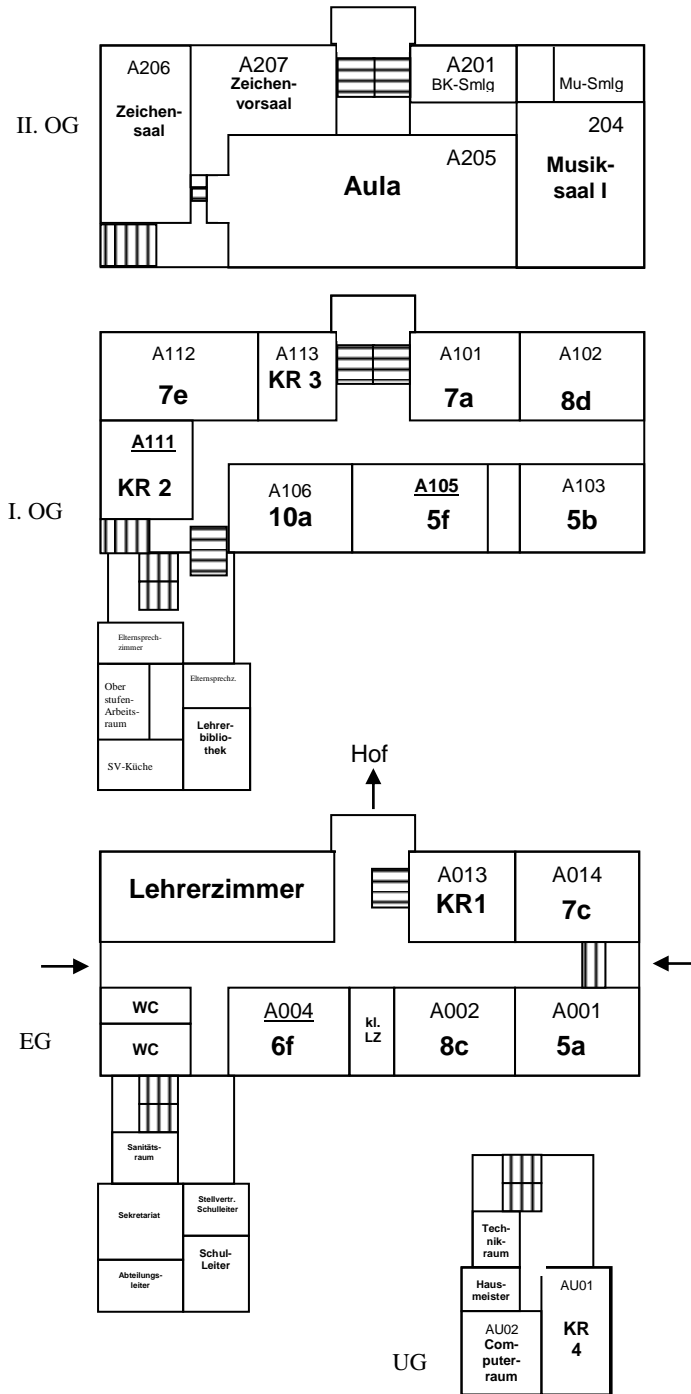 A206
Zeichen-
saal
A207
Zeichen-
vorsaal
A201
BK-Smlg
Mu-Smlg
II. OG
A205
Aula
204
Musik-
saal I
A112
7e
A113
KR 3
A101
7a
A102
8d
A111
KR 2
I. OG
A106
10a
A105
5f
A103
5b
Elternsprech-
zimmer
Ober
stufen-
Arbeits-
raum
Elternsprechz.
Lehrer-
biblio-
thek
SV-Küche
Hof
Lehrerzimmer
A013
KR1
A014
7c
WC
WC
EG
A004
6f
kl.
LZ
A002
8c
A001
5a
Sanitäts-
raum
Sekretariat
Stellvertr.
Schulleiter
Schul-
Leiter
Abteilungs-
leiter
Tech-
nik-
raum
Haus-
meister
AU01
KR
4
AU02
Com-
puter-
raum
UG